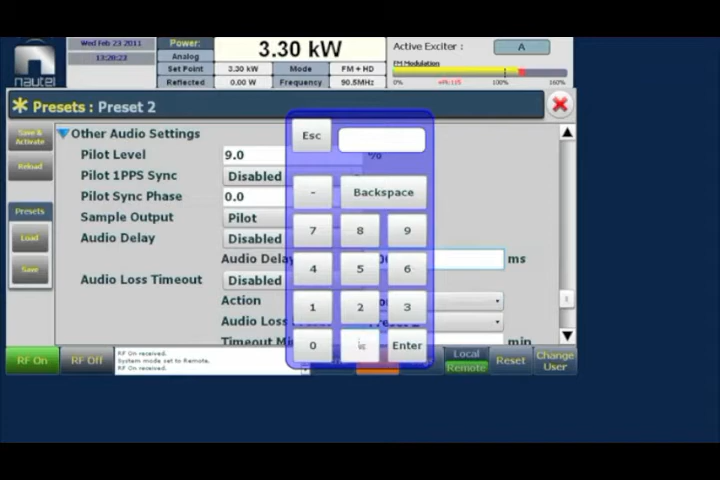 Wed Feb 23 2011
13:28:23
nautel
Power:
Analog
3.30 kW
Set Point 3.30 kW Mode FM + HD
Reflected 0.00 W Frequency 90.5MHz
Active Exciter : A
FM Modulation
0% 100% 160%
Presets : Preset 2
Save & Activate
Reload
Presets
Load
Save
Other Audio Settings
Pilot Level 9.0 %
Pilot 1PPS Sync Disabled
Pilot Sync Phase 0.0
Sample Output Pilot
Audio Delay Disabled
Audio Delay ms
Audio Loss Timeout Disabled
Action
Audio Loss
Timeout min
Esc
- Backspace
7 8 9
4 5 6
1 2 3
0 . Enter
RF On
RF Off
RF On received.
System mode set to Remote.
RF On received.
Local
Remote
Reset
Change User